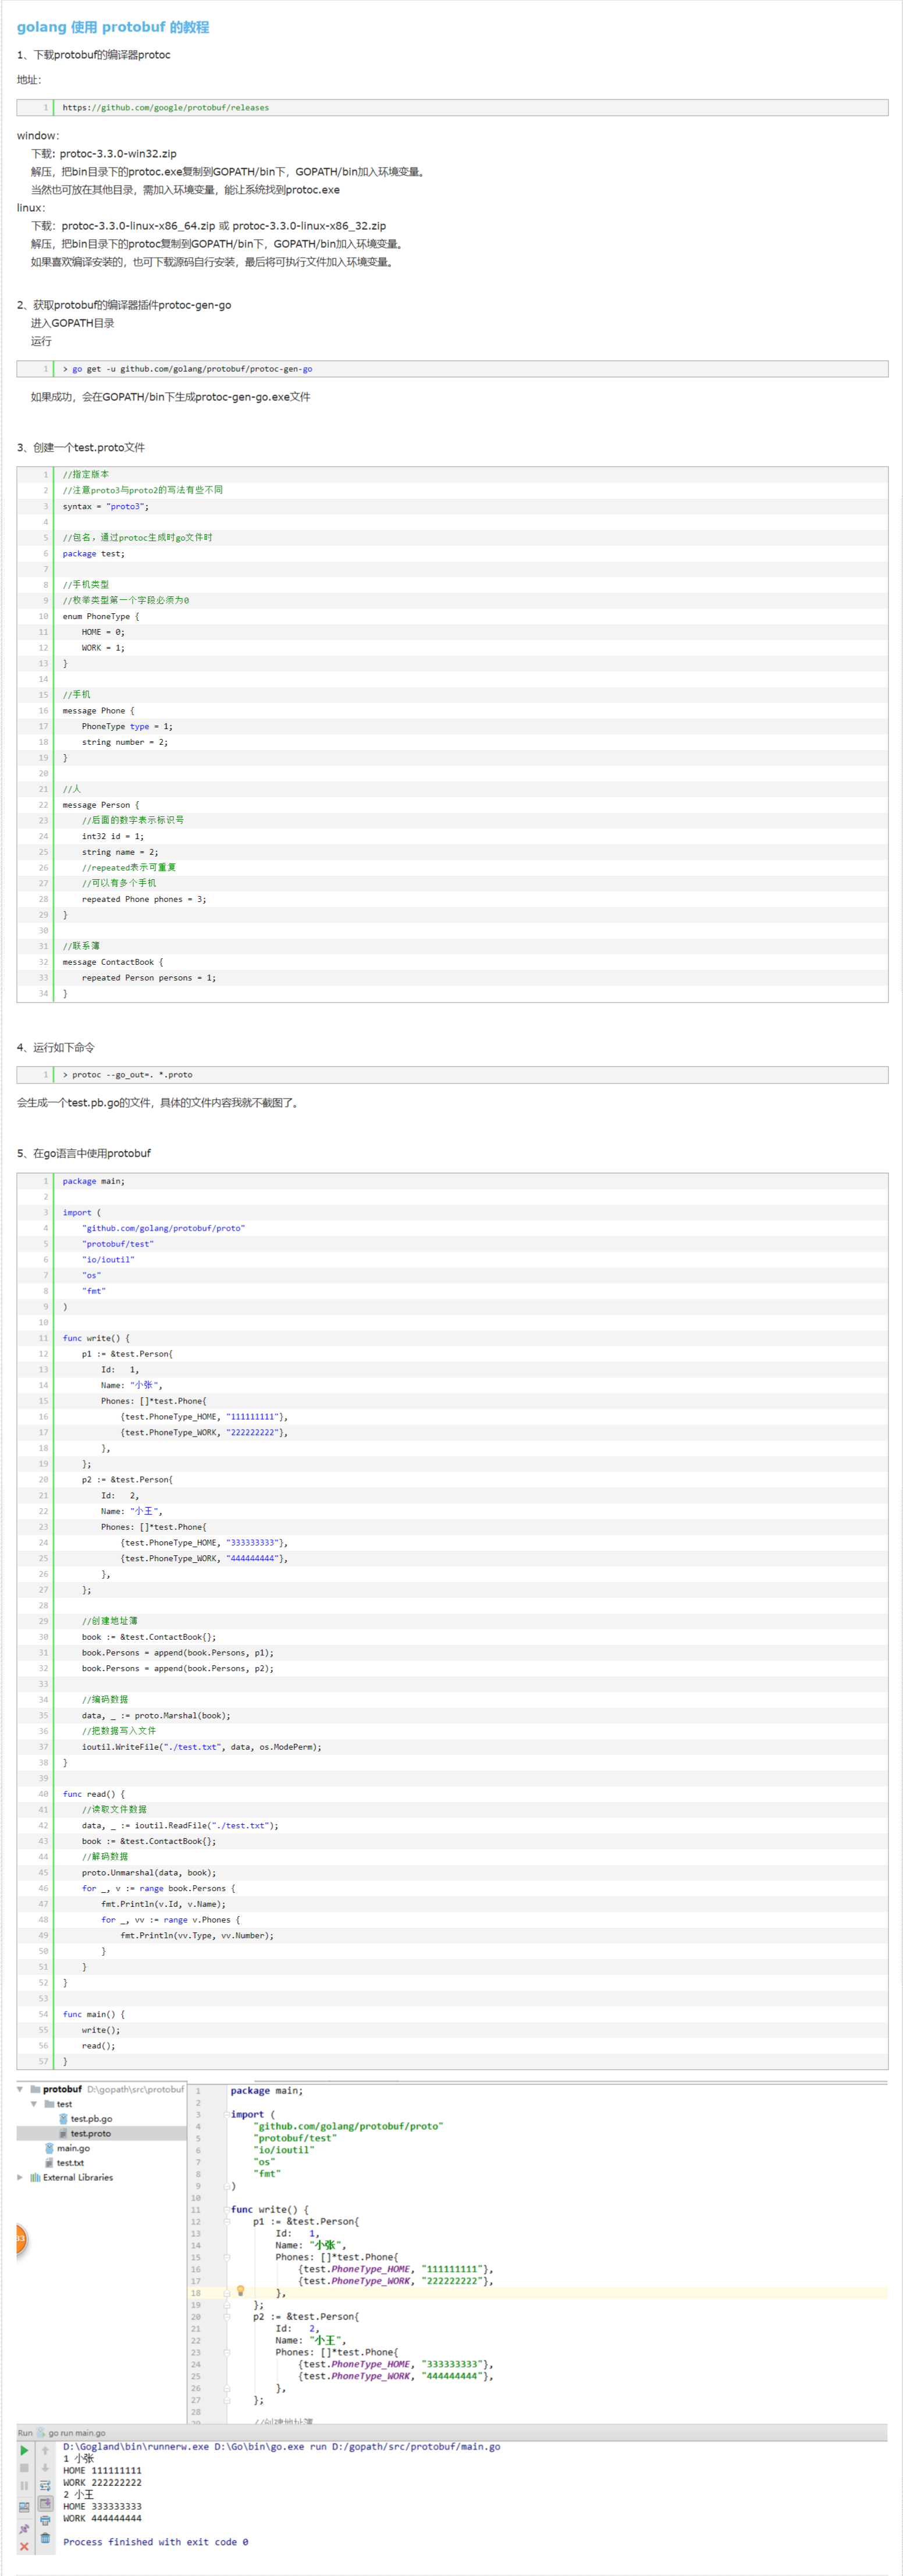 golang 使用 protobuf 的教程
1、下载protobuf的编译器protoc
地址：
1 https://github.com/google/protobuf/releases
window：
下载: protoc-3.3.0-win32.zip
解压，把bin目录下的protoc.exe复制到GOPATH/bin下，GOPATH/bin加入环境变量。
当然也可放在其他目录，需加入环境变量，能让系统找到protoc.exe
linux：
下载：protoc-3.3.0-linux-x86_64.zip 或 protoc-3.3.0-linux-x86_32.zip
解压，把bin目录下的protoc复制到GOPATH/bin下，GOPATH/bin加入环境变量。
如果喜欢编译安装的，也可下载源码自行安装，最后将可执行文件加入环境变量。
2、获取protobuf的编译器插件protoc-gen-go
进入GOPATH目录
运行
1 > go get -u github.com/golang/protobuf/protoc-gen-go
如果成功，会在GOPATH/bin下生成protoc-gen-go.exe文件
3、创建一个test.proto文件
1 //指定版本
2 //注意proto3与proto2的写法有些不同
3 syntax = "proto3";
4
5 //包名，通过protoc生成时go文件时
6 package test;
7
8 //手机类型
9 //枚举类型第一个字段必须为0
10 enum PhoneType {
11 HOME = 0;
12 WORK = 1;
13 }
14
15 //手机
16 message Phone {
17 PhoneType type = 1;
18 string number = 2;
19 }
20
21 //人
22 message Person {
23 //后面的数字表示标识号
24 int32 id = 1;
25 string name = 2;
26 //repeated表示可重复
27 //可以有多个手机
28 repeated Phone phones = 3;
29 }
30
31 //联系薄
32 message ContactBook {
33 repeated Person persons = 1;
34 }
4、运行如下命令
1 > protoc --go_out=. *.proto
会生成一个test.pb.go的文件，具体的文件内容我就不截图了。
5、在go语言中使用protobuf
1 package main;
2
3 import (
4 "github.com/golang/protobuf/proto"
5 "protobuf/test"
6 "io/ioutil"
7 "os"
8 "fmt"
9 )
10
11 func write() {
12 p1 := &test.Person{
13 Id: 1,
14 Name: "小张",
15 Phones: []*test.Phone{
16 {test.PhoneType_HOME, "111111111"},
17 {test.PhoneType_WORK, "222222222"},
18 },
19 };
20 p2 := &test.Person{
21 Id: 2,
22 Name: "小王",
23 Phones: []*test.Phone{
24 {test.PhoneType_HOME, "333333333"},
25 {test.PhoneType_WORK, "444444444"},
26 },
27 };
28
29 //创建地址薄
30 book := &test.ContactBook{};
31 book.Persons = append(book.Persons, p1);
32 book.Persons = append(book.Persons, p2);
33
34 //编码数据
35 data, _ := proto.Marshal(book);
36 //把数据写入文件
37 ioutil.WriteFile("./test.txt", data, os.ModePerm);
38 }
39
40 func read() {
41 //读取文件数据
42 data, _ := ioutil.ReadFile("./test.txt");
43 book := &test.ContactBook{};
44 //解码数据
45 proto.Unmarshal(data, book);
46 for _, v := range book.Persons {
47 fmt.Println(v.Id, v.Name);
48 for _, vv := range v.Phones {
49 fmt.Println(vv.Type, vv.Number);
50 }
51 }
52 }
53
54 func main() {
55 write();
56 read();
57 }
protobuf D:\gopath\src\protobuf
test
test.pb.go
test.proto
main.go
test.txt
External Libraries
33
1 package main;
2
3 import (
4 "github.com/golang/protobuf/proto"
5 "protobuf/test"
6 "io/ioutil"
7 "os"
8 "fmt"
9 )
10
11 func write() {
12 p1 := &test.Person{
13 Id: 1,
14 Name: "小张",
15 Phones: []*test.Phone{
16 {test.PhoneType_HOME, "111111111"},
17 {test.PhoneType_WORK, "222222222"},
18 },
19 };
20 p2 := &test.Person{
21 Id: 2,
22 Name: "小王",
23 Phones: []*test.Phone{
24 {test.PhoneType_HOME, "333333333"},
25 {test.PhoneType_WORK, "444444444"},
26 },
27 };
28
29 //创建地址薄
Run go run main.go
D:\Gogland\bin\runnerw.exe D:\Go\bin\go.exe run D:/gopath/src/protobuf/main.go
1 小张
HOME 111111111
WORK 222222222
2 小王
HOME 333333333
WORK 444444444
Process finished with exit code 0